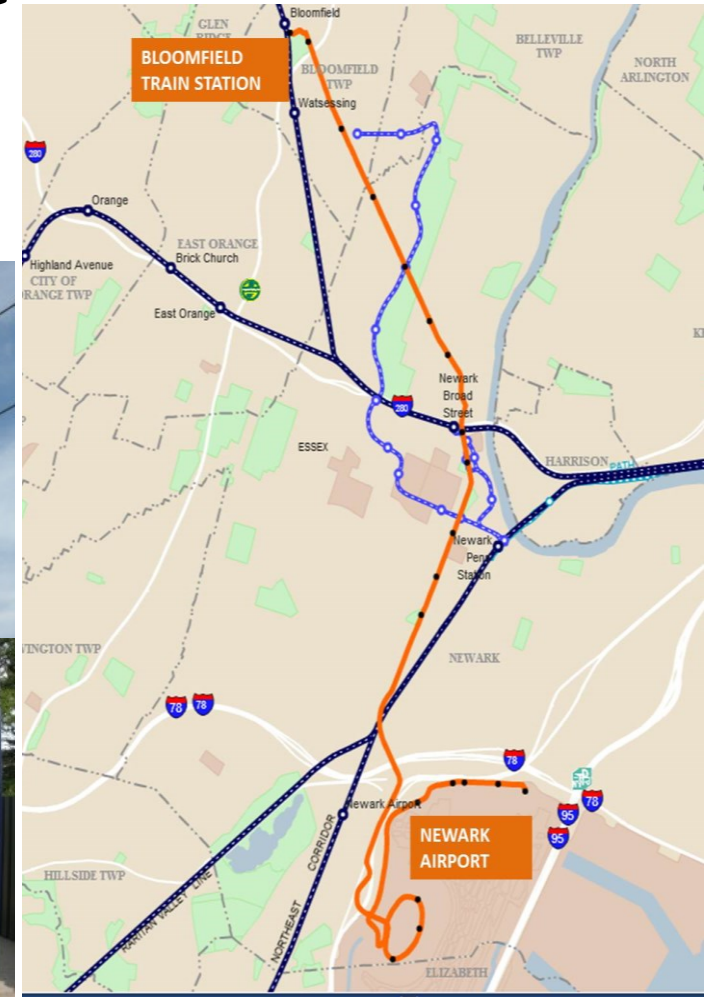 Bloomfield
GLEN
RIDGE
BLOOMFIELD
TRAIN STATION
BLOOMFIELD
TWP
BELLEVILLE
TWP
NORTH
ARLINGTON
Watsessing
280
Orange
EAST ORANGE
Brick Church
Highland Avenue
CITY OF
ORANGE TWP
East Orange
Newark
Broad
Street
280
ESSEX
HARRISON
PATH
Newark
Penn
Station
VINGTON TWP
NEWARK
78
78
78
Newark Airport
78
95
95
NEWARK
AIRPORT
HILLSIDE TWP
RARITAN VALLEY LINE
NORTHEAST CORRIDOR
ELIZABETH